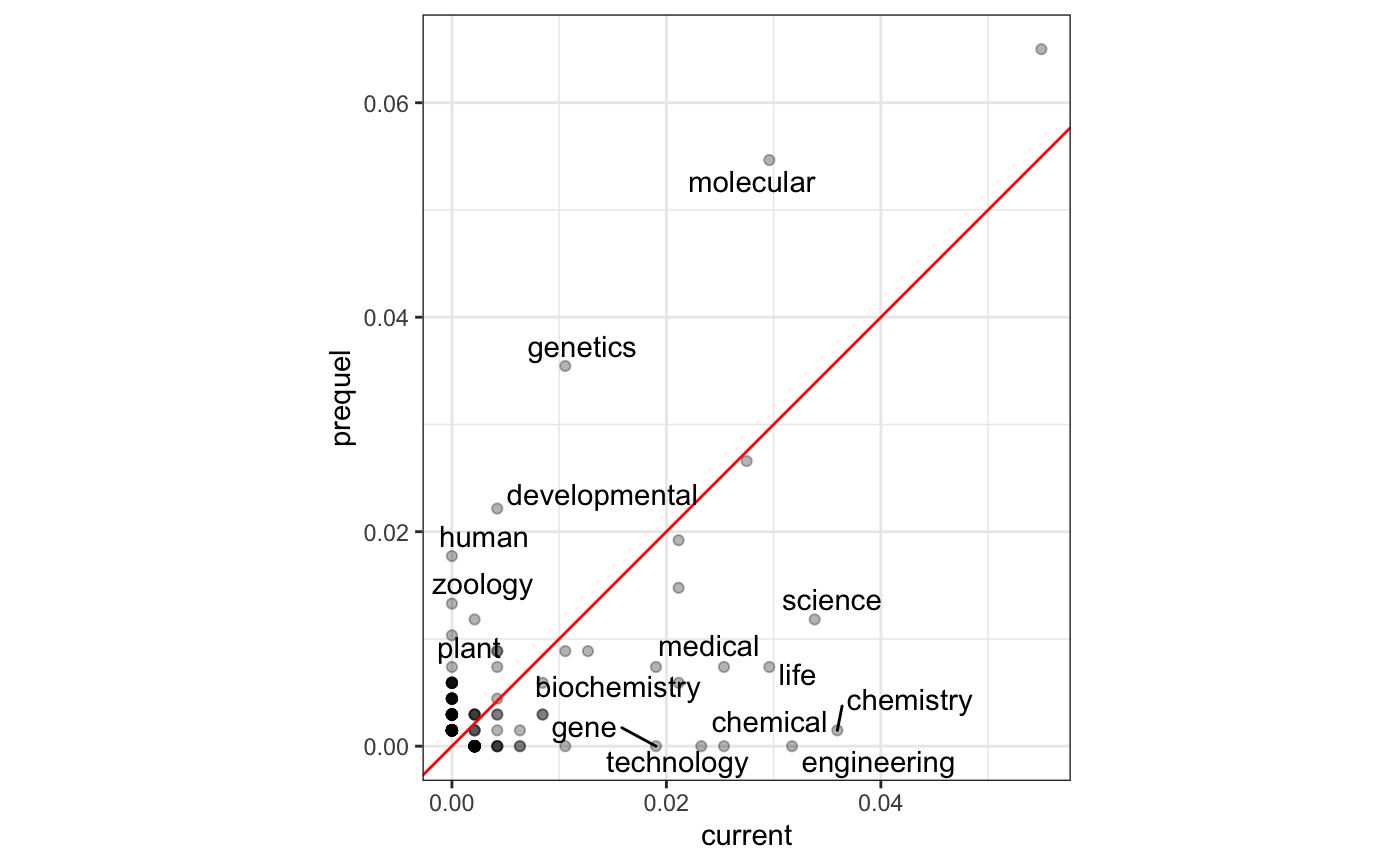 0.06
molecular
0.04
genetics
prequel
developmental
0.02
human
zoology
science
plant
medical
life
biochemistry
chemistry
gene
chemical
0.00
technology
engineering
0.00
0.02
0.04
current